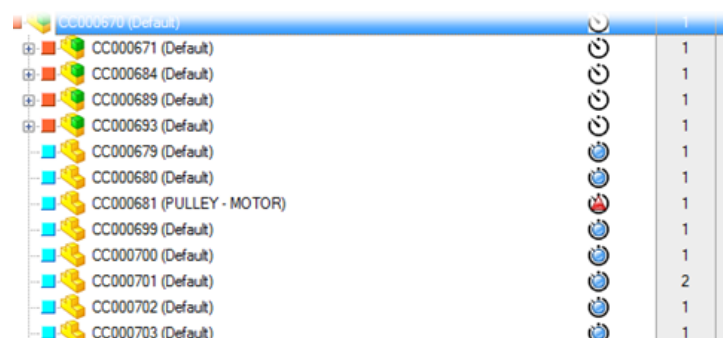 CC000670 (Default) 1
CC000671 (Default) 1
CC000684 (Default) 1
CC000689 (Default) 1
CC000693 (Default) 1
CC000679 (Default) 1
CC000680 (Default) 1
CC000681 (PULLEY - MOTOR) 1
CC000699 (Default) 1
CC000700 (Default) 1
CC000701 (Default) 2
CC000702 (Default) 1
CC000703 (Default) 1